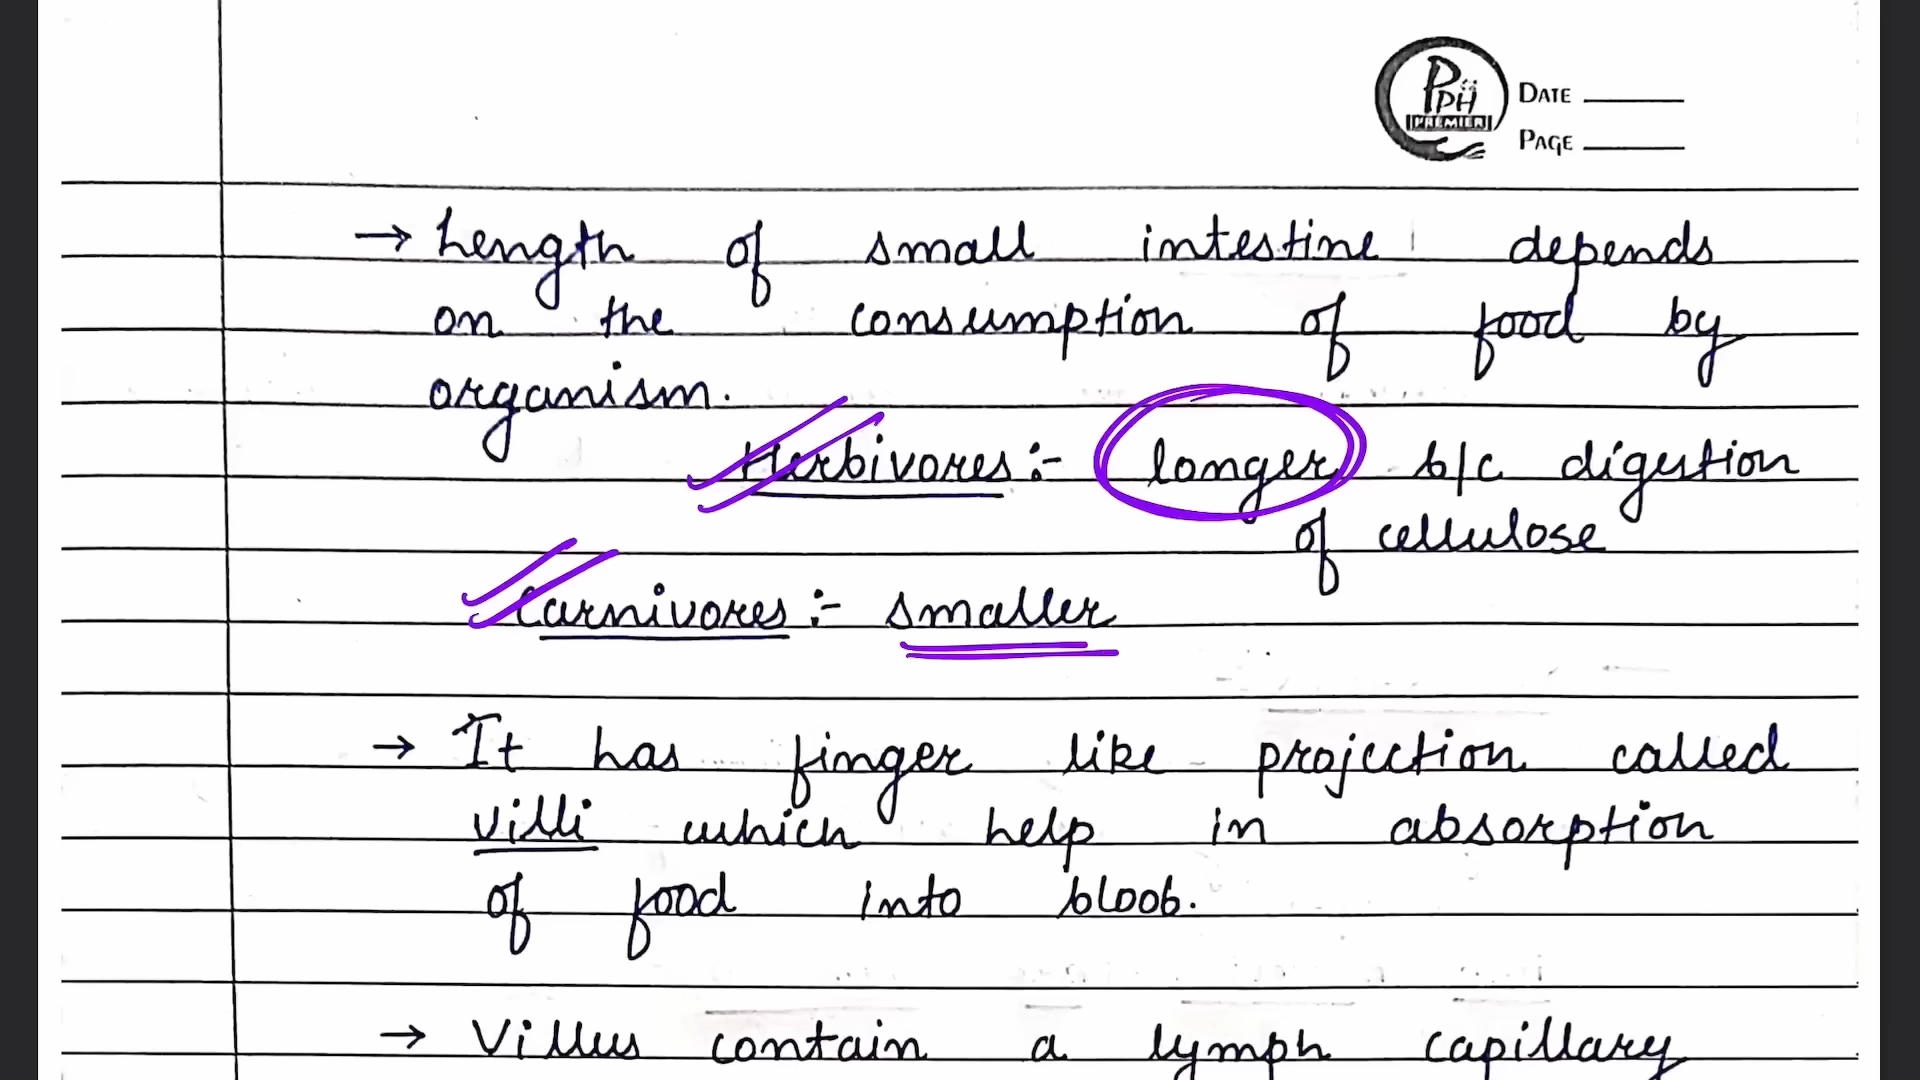 PDH
PREMIER
DATE
PAGE
→ Length of small intestine depends
on the consumption of food by
organism.
Herbivores :- longer b/c digestion
of cellulose
Carnivores :- smaller
→ It has finger like projection called
villi which help in absorption
of food into bloob.
→ Villus contain a lymph capillary